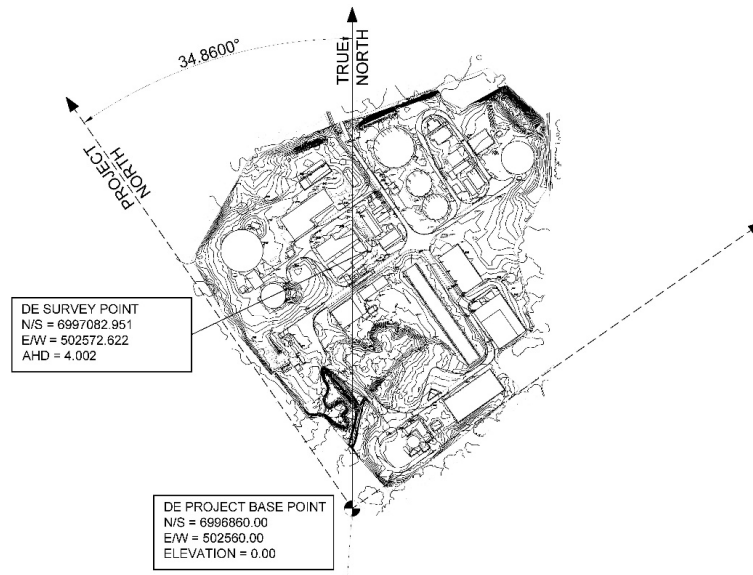 34.8600°
TRUE
NORTH
PROJECT
NORTH
DE SURVEY POINT
N/S = 6997082.951
E/W = 502572.622
AHD = 4.002
DE PROJECT BASE POINT
N/S = 6996860.00
E/W = 502560.00
ELEVATION = 0.00